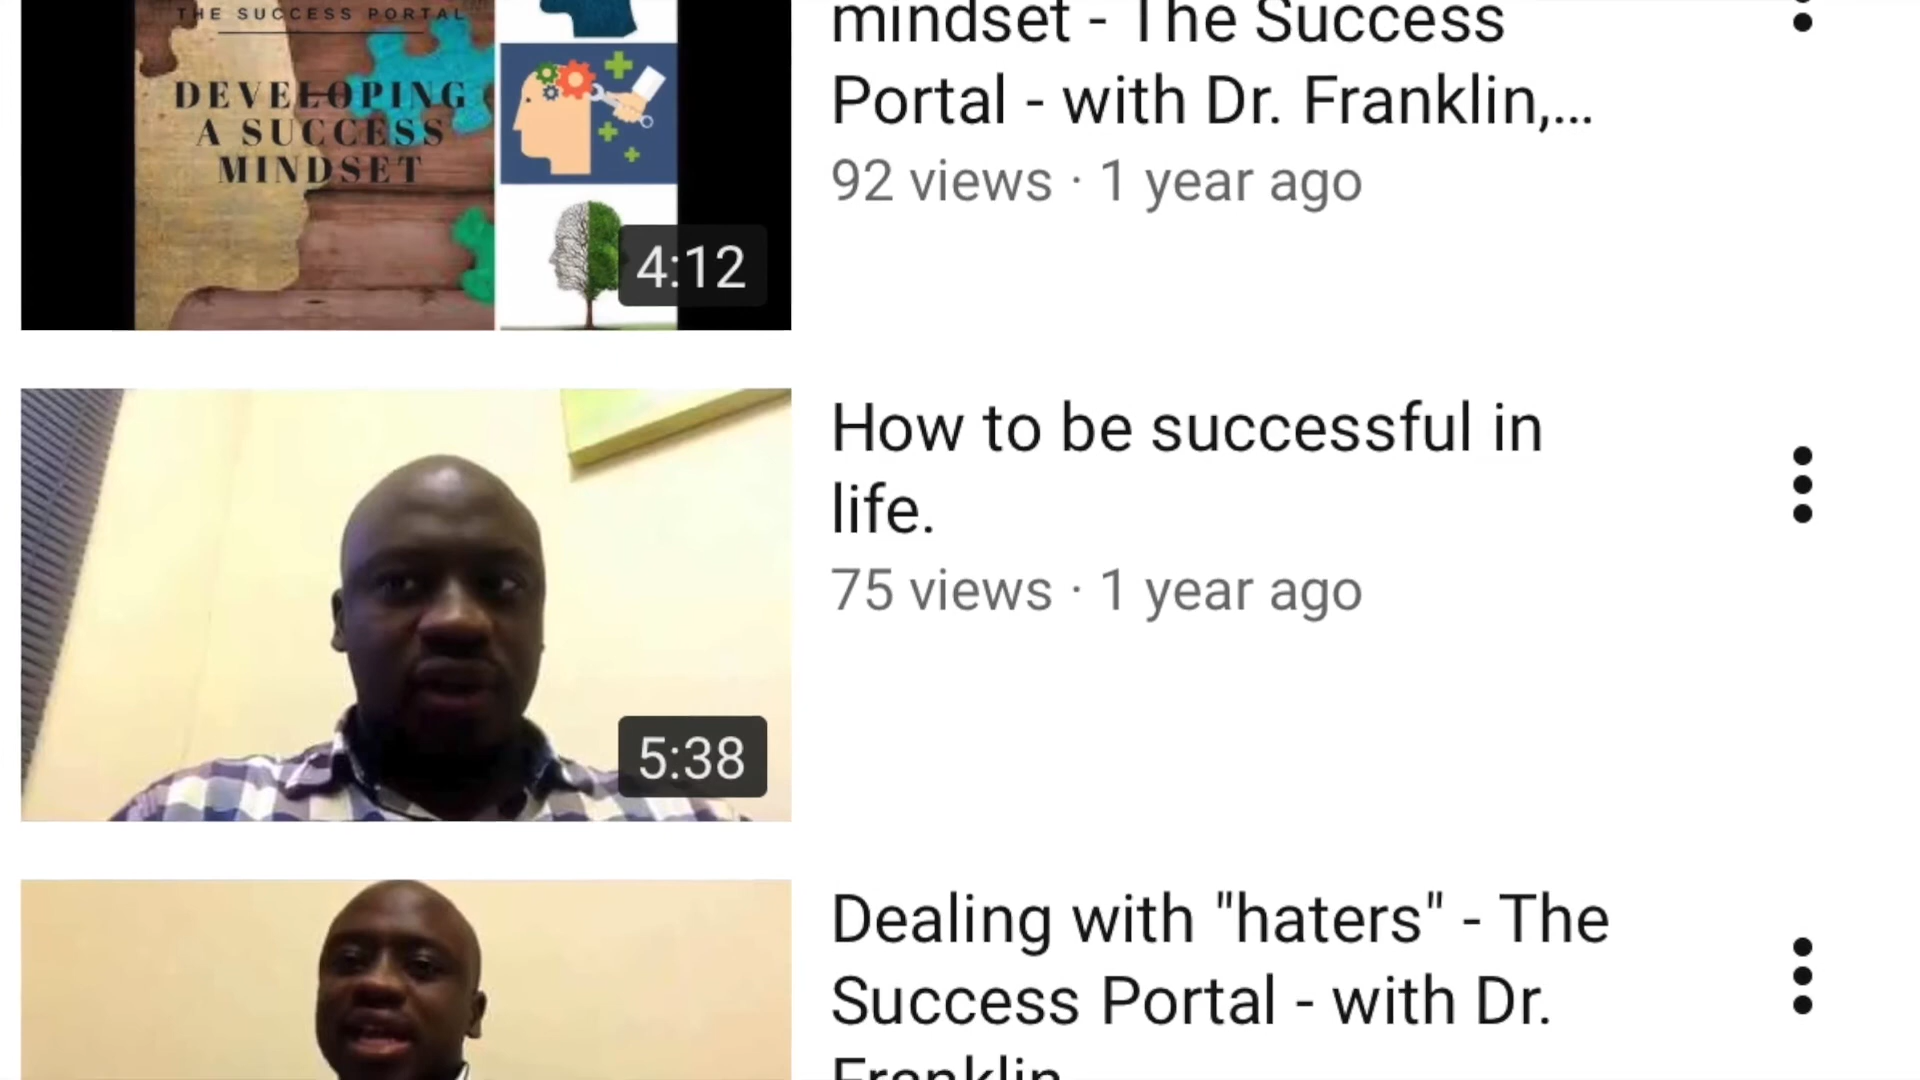 THE SUCCESS PORTAL
DEVELOPING
A SUCCESS
MINDSET
4:12
mindset - The Success
Portal - with Dr. Franklin,...
92 views · 1 year ago
5:38
How to be successful in
life.
75 views · 1 year ago
Dealing with "haters" - The
Success Portal - with Dr.
Franklin